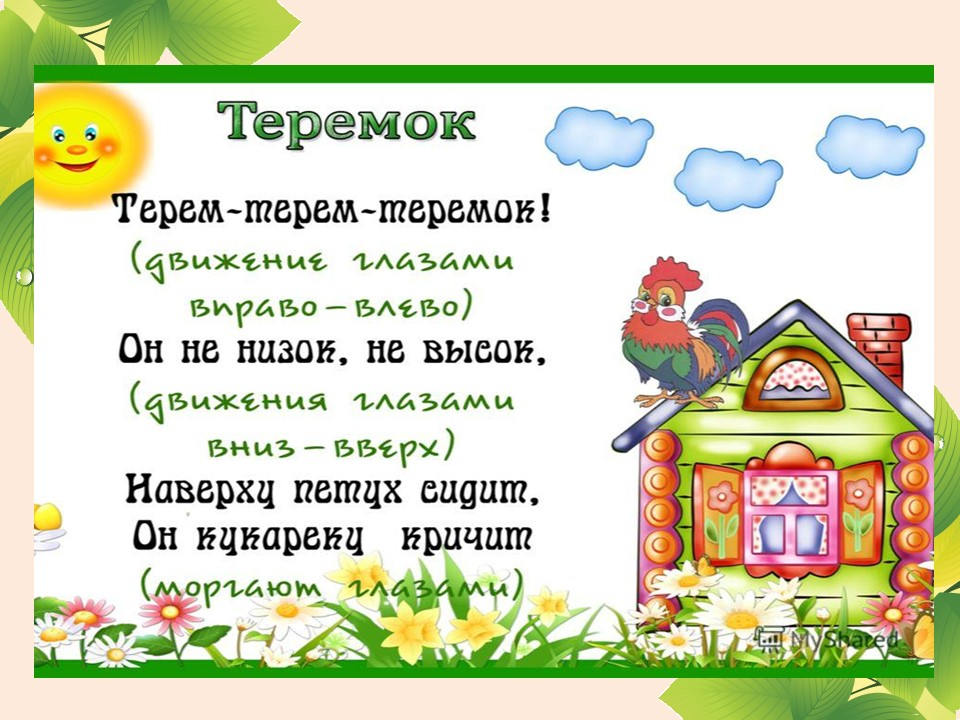 Теремок
Терем-терем-теремок!
(движение глазами
вправо – влево)
Он не низок, не высок,
(движения глазами
вниз – вверх)
Наверху петух сидит,
Он кукареку кричит
(моргают глазами)
MyShared